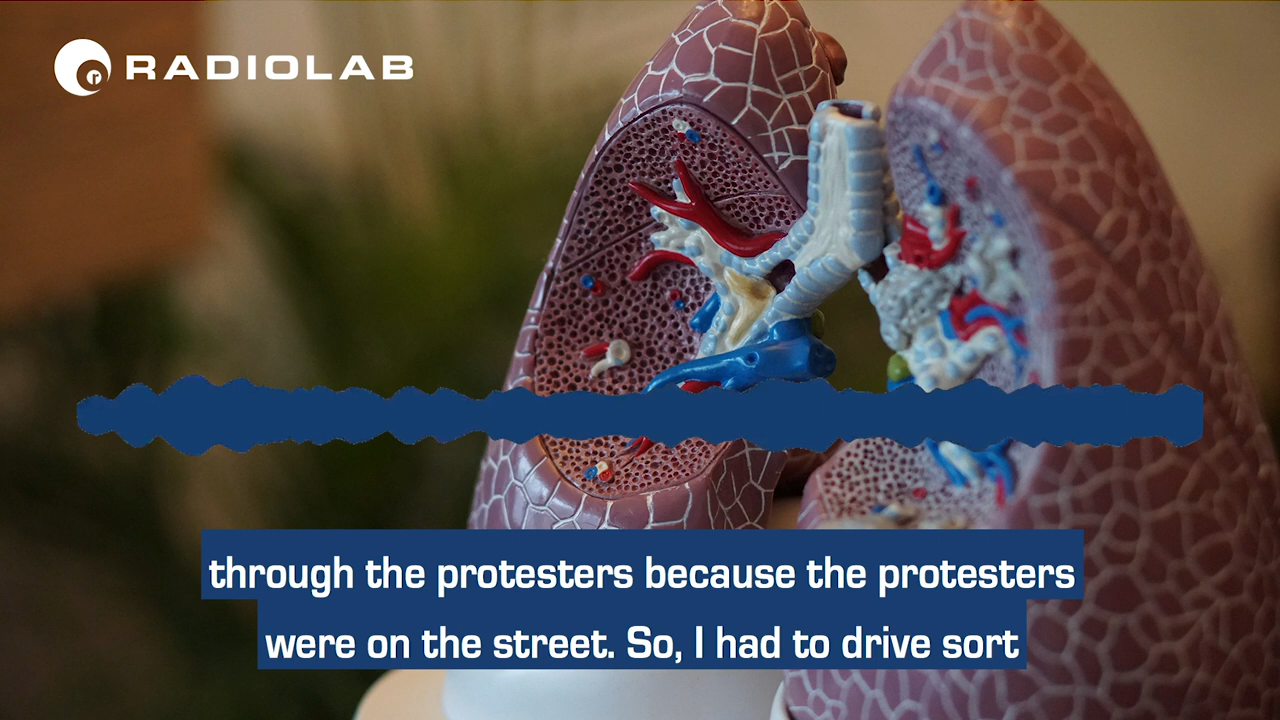 RADIOLAB
through the protesters because the protesters
were on the street. So, I had to drive sort